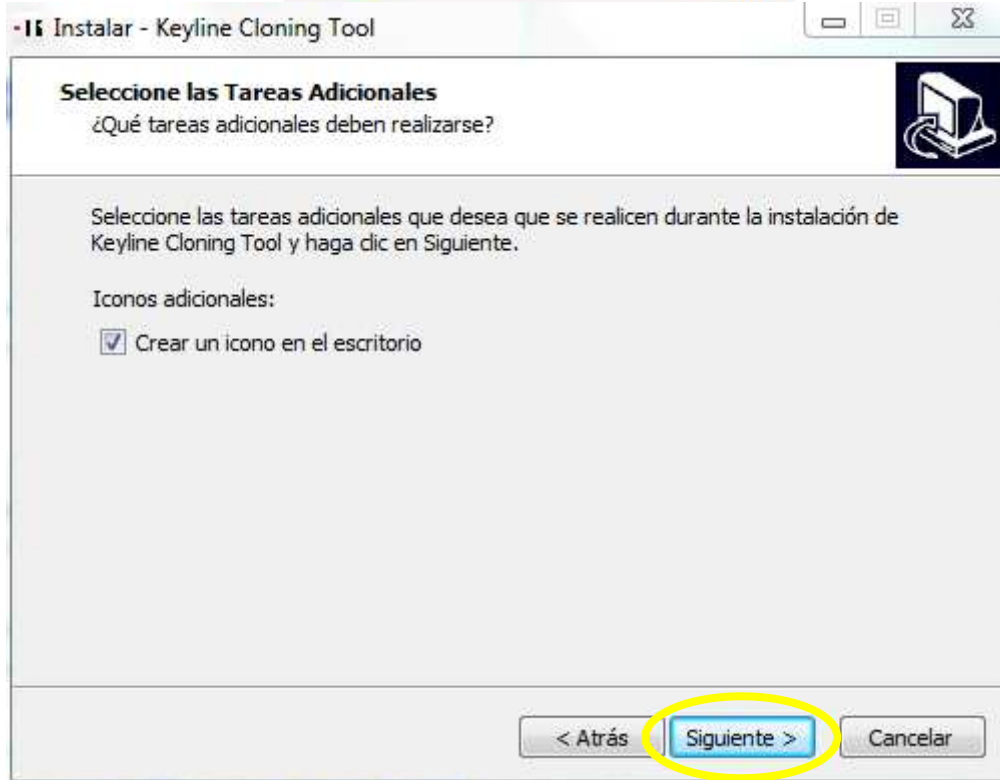 Instalar - Keyline Cloning Tool
Seleccione las Tareas Adicionales
¿Qué tareas adicionales deben realizarse?
Seleccione las tareas adicionales que desea que se realicen durante la instalación de
Keyline Cloning Tool y haga clic en Siguiente.
Iconos adicionales:
Crear un icono en el escritorio
< Atrás
Siguiente >
Cancelar